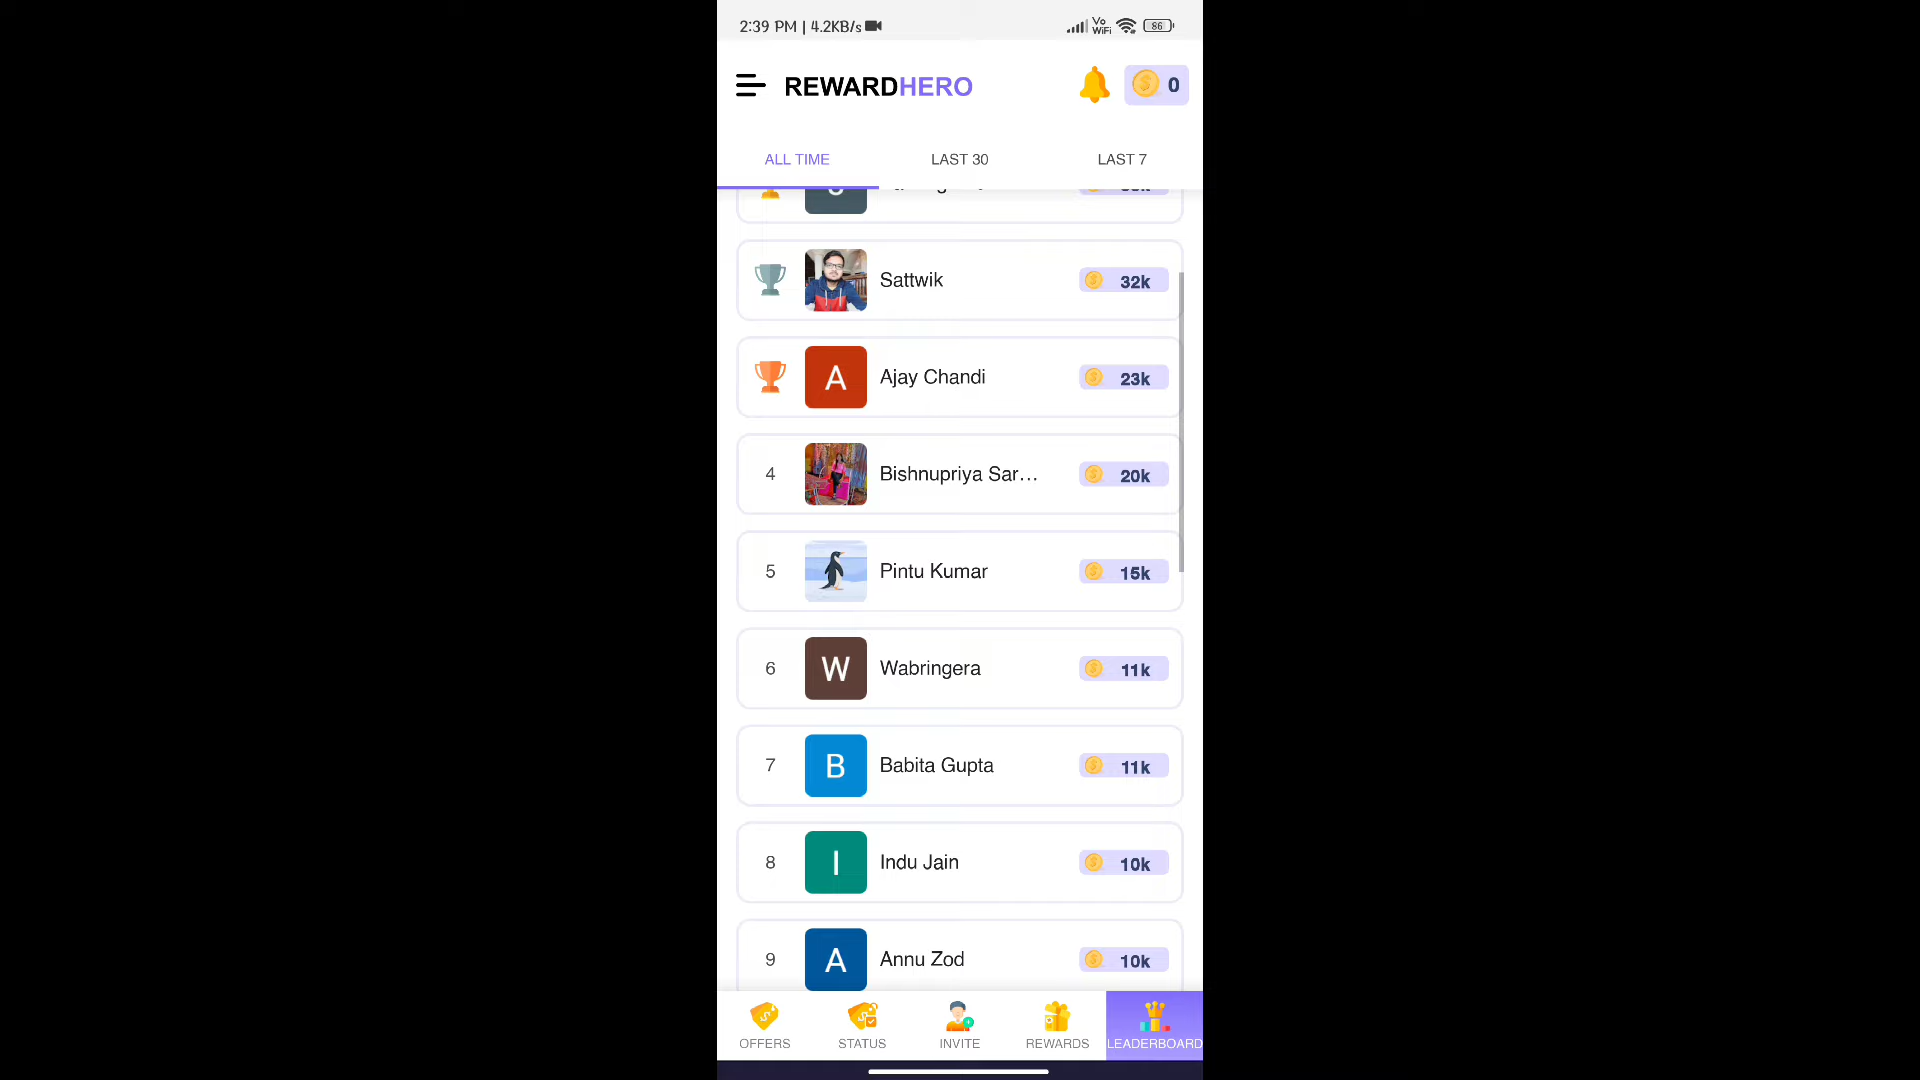 2:39 PM | 4.2KB/s Vo WiFi 86
REWARDHERO 0
ALL TIME LAST 30 LAST 7
Sattwik 32k
A Ajay Chandi 23k
4 Bishnupriya Sar... 20k
5 Pintu Kumar 15k
6 W Wabringera 11k
7 B Babita Gupta 11k
8 I Indu Jain 10k
9 A Annu Zod 10k
OFFERS STATUS INVITE REWARDS LEADERBOARD